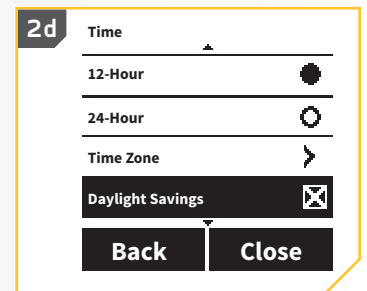 2d
Time
12-Hour
24-Hour
Time Zone
Daylight Savings
Back Close